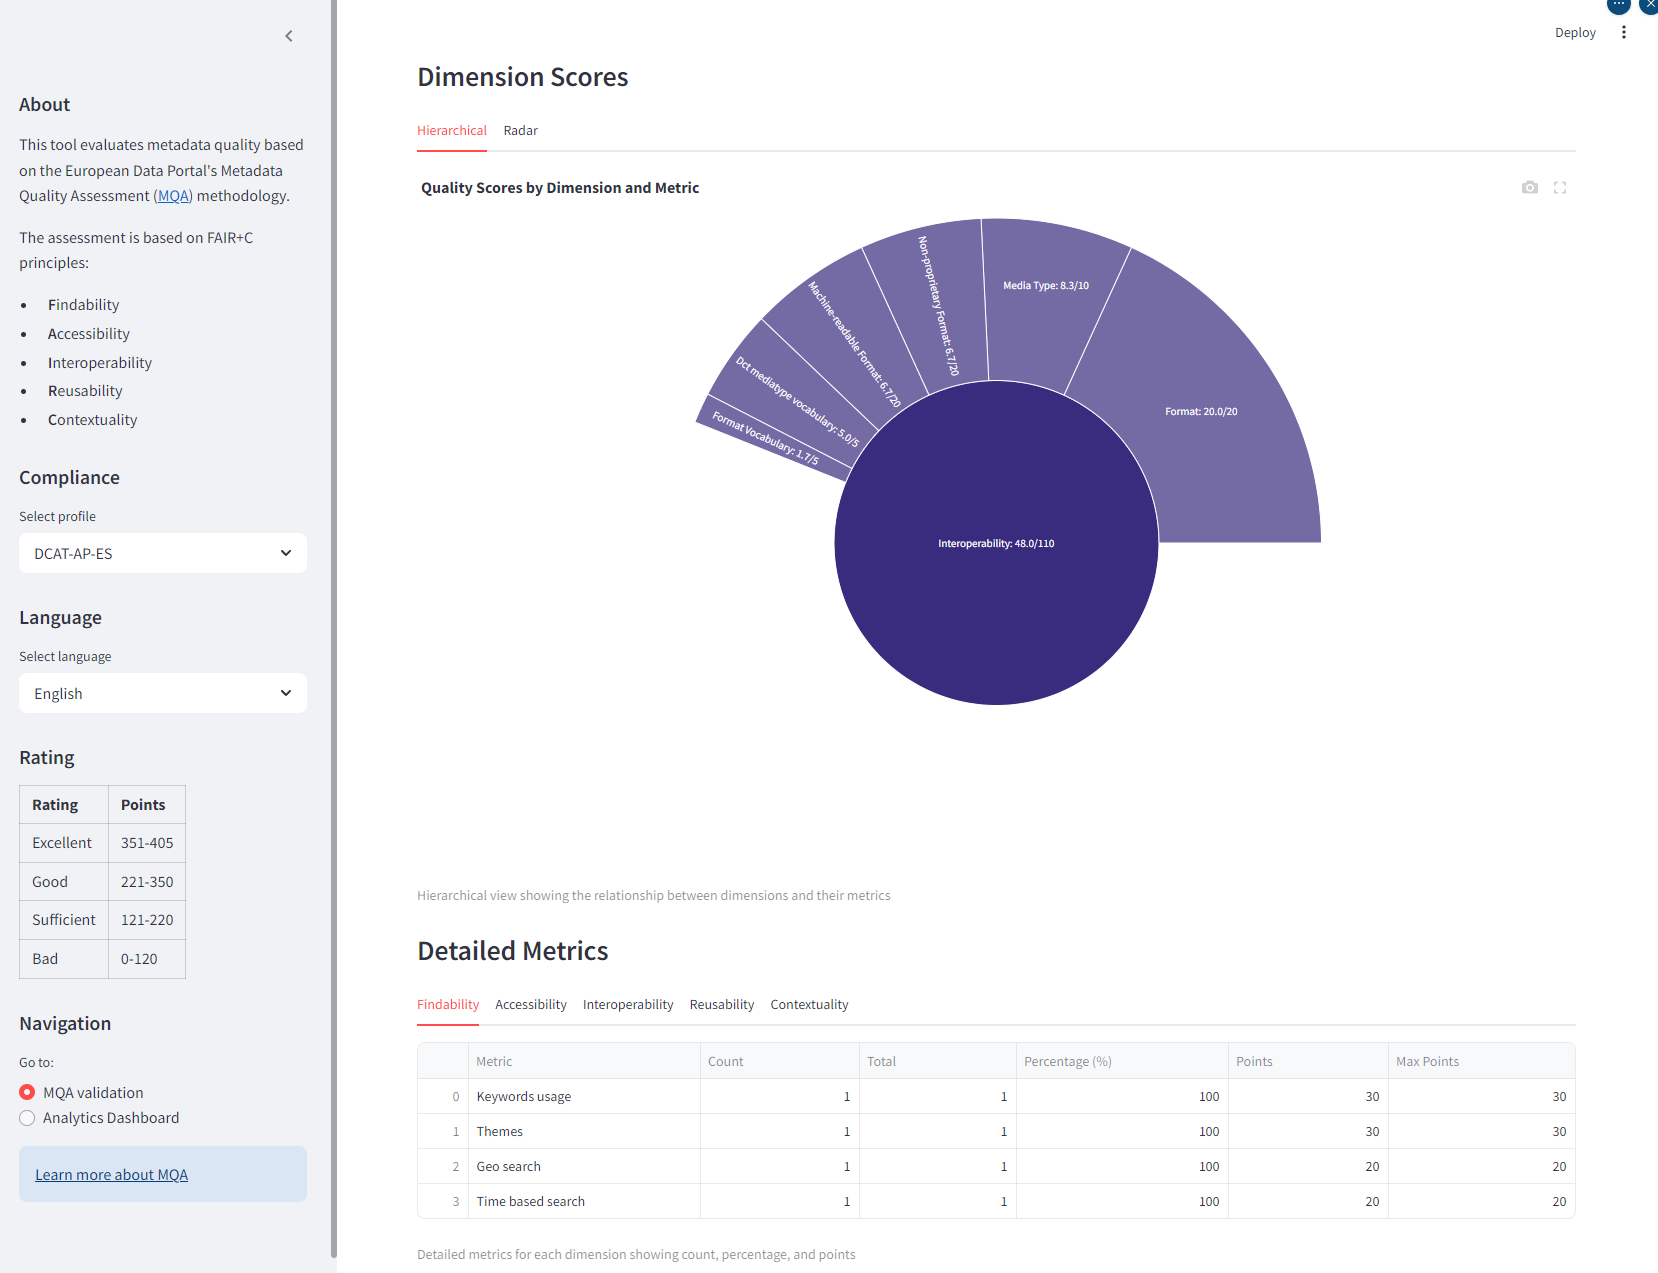 Deploy
About
This tool evaluates metadata quality based
on the European Data Portal's Metadata
Quality Assessment (MQA) methodology.
The assessment is based on FAIR+C
principles:
• Findability
• Accessibility
• Interoperability
• Reusability
• Contextuality
Compliance
Select profile
DCAT-AP-ES
Language
Select language
English
Rating
Rating Points
Excellent 351-405
Good 221-350
Sufficient 121-220
Bad 0-120
Navigation
Go to:
MQA validation
Analytics Dashboard
Learn more about MQA
Dimension Scores
Hierarchical Radar
Quality Scores by Dimension and Metric
Format Vocabulary: 1.7/5
Dct mediatype vocabulary: 5.0/5
Machine-readable Format: 6.7/20
Non-proprietary Format: 6.7/20
Media Type: 8.3/10
Format: 20.0/20
Interoperability: 48.0/110
Hierarchical view showing the relationship between dimensions and their metrics
Detailed Metrics
Findability Accessibility Interoperability Reusability Contextuality
Metric Count Total Percentage (%) Points Max Points
0 Keywords usage 1 1 100 30 30
1 Themes 1 1 100 30 30
2 Geo search 1 1 100 20 20
3 Time based search 1 1 100 20 20
Detailed metrics for each dimension showing count, percentage, and points